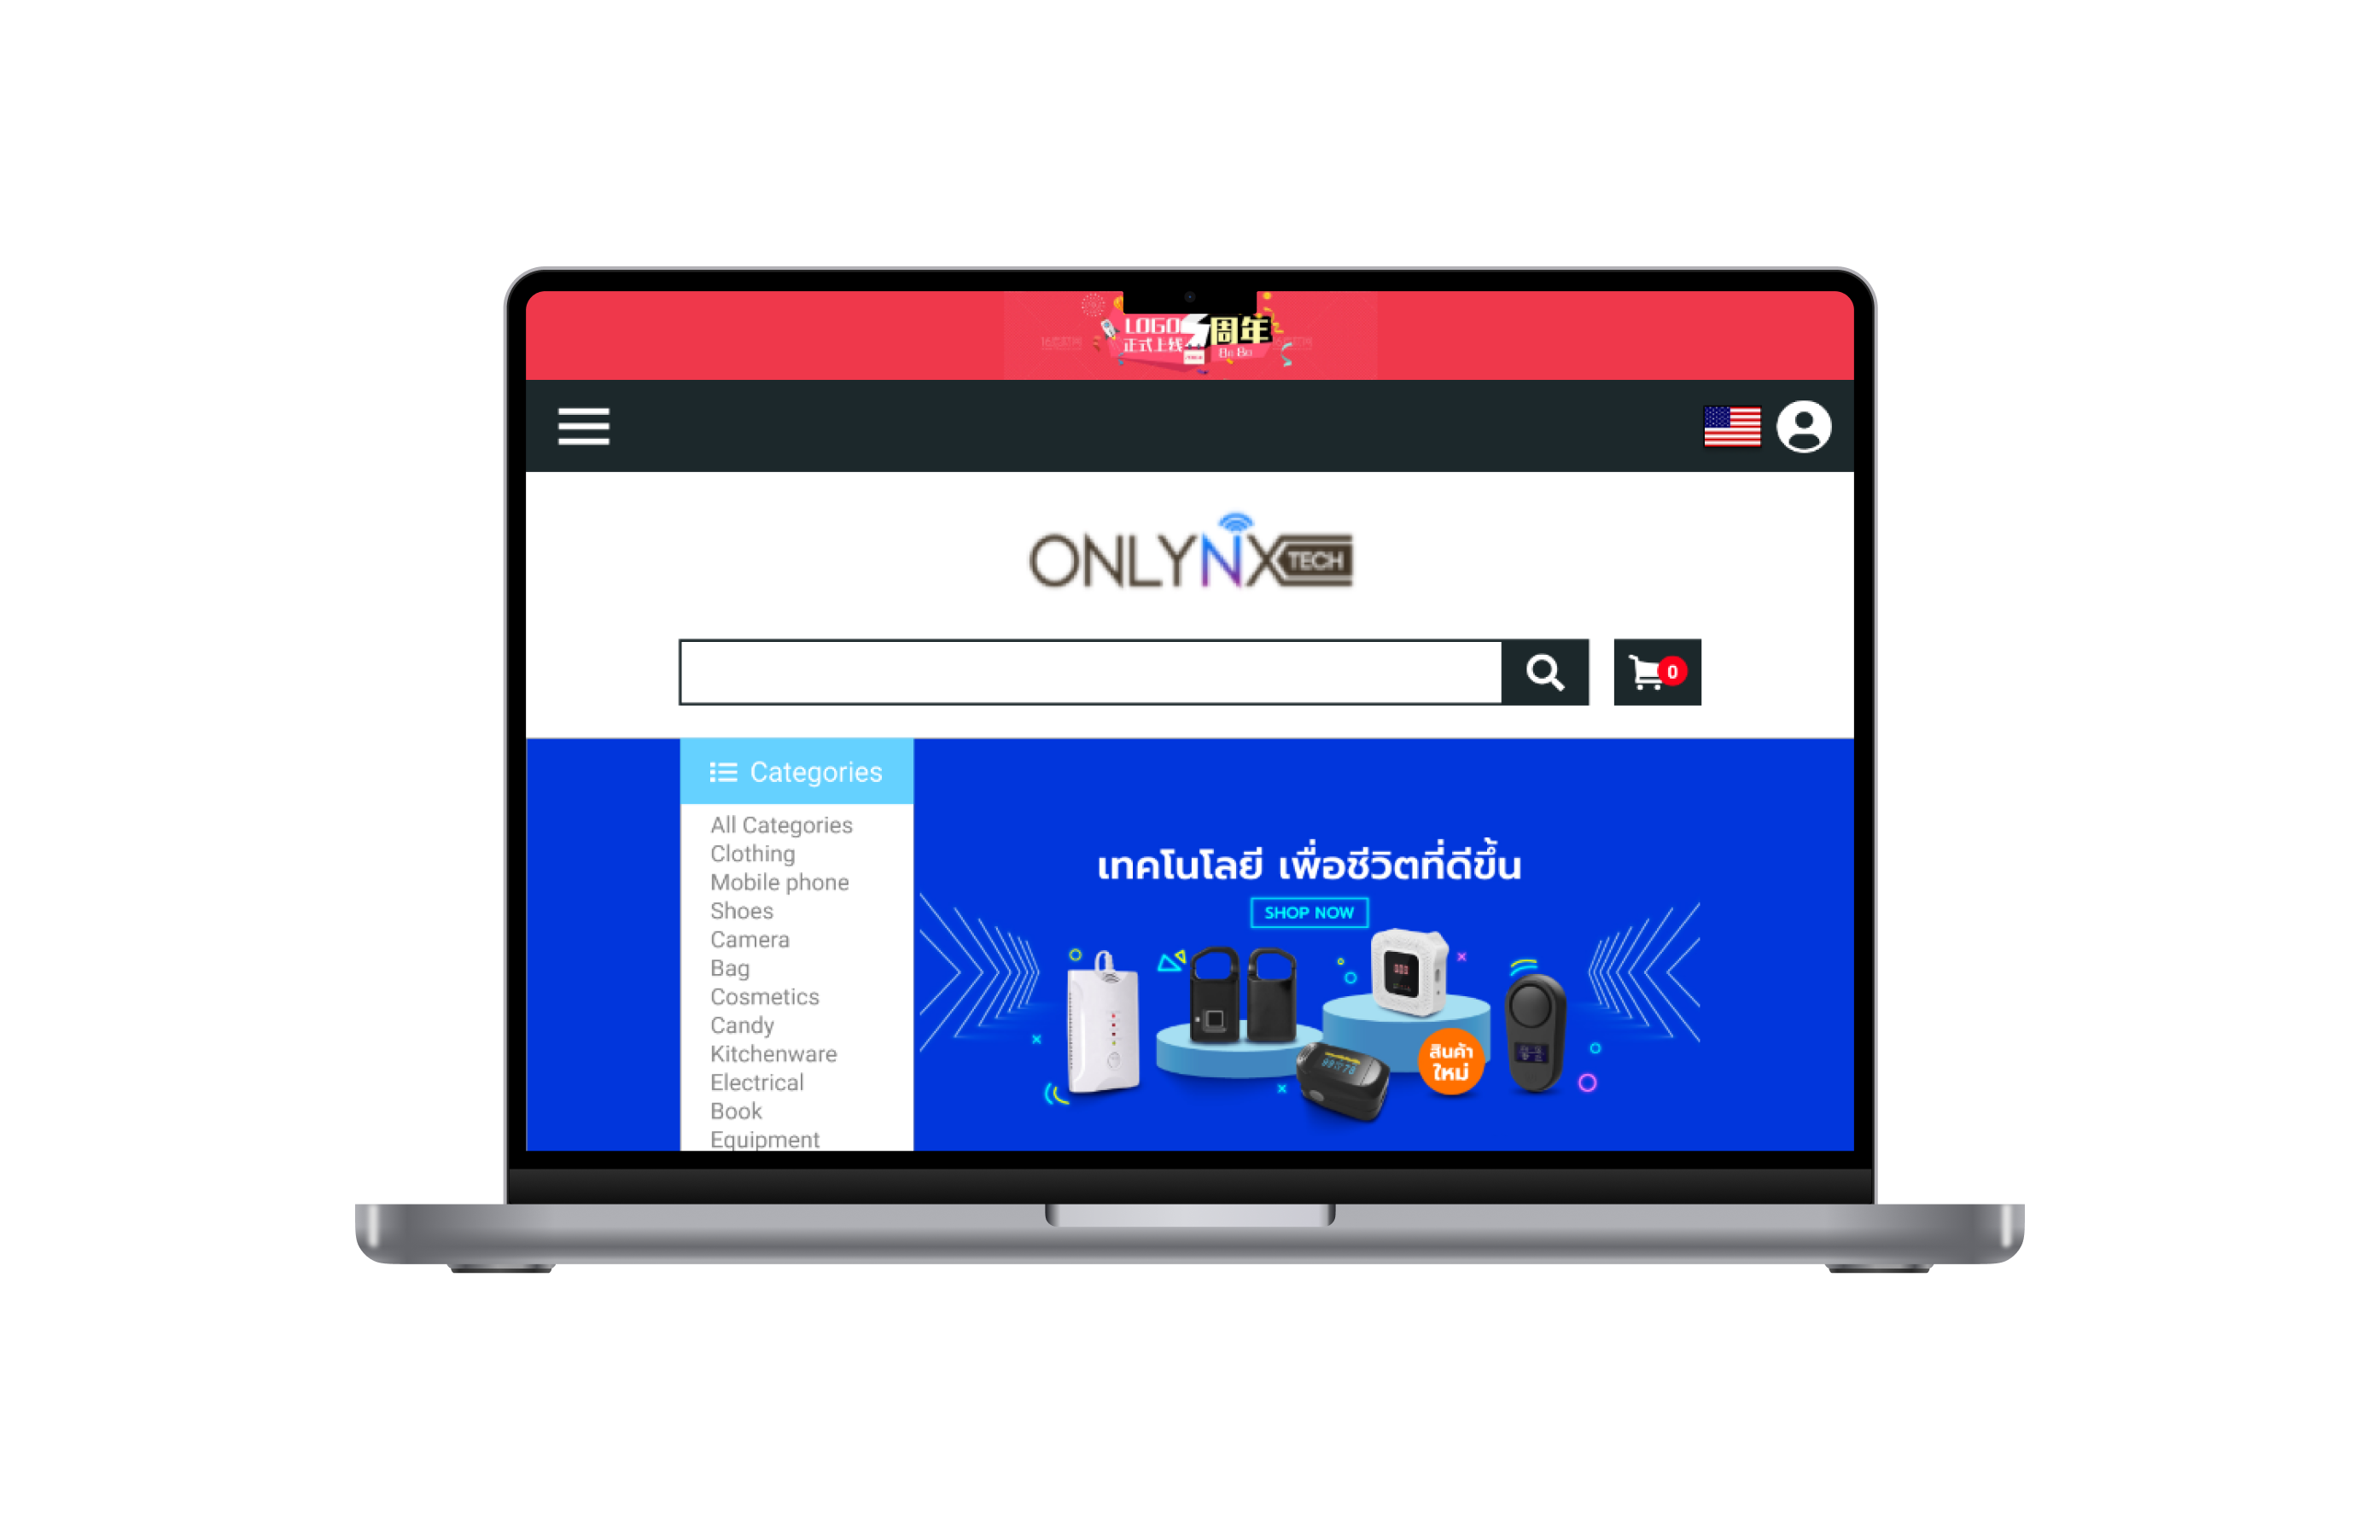 LOGO 5周年
正式上线
ONLYNX TECH
0
Categories
All Categories
Clothing
Mobile phone
Shoes
Camera
Bag
Cosmetics
Candy
Kitchenware
Electrical
Book
Equipment
เทคโนโลยี เพื่อชีวิตที่ดีขึ้น
SHOP NOW
สินค้า
ใหม่